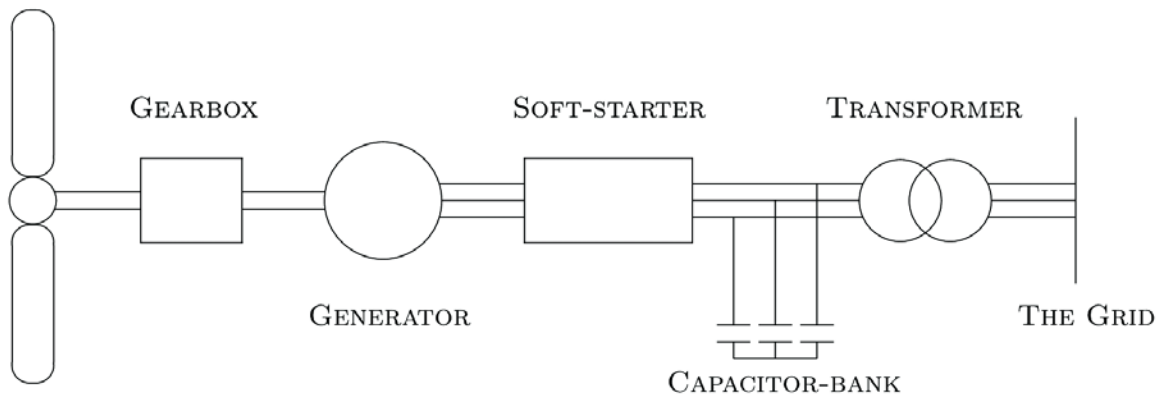 GEARBOX
SOFT-STARTER
TRANSFORMER
GENERATOR
THE GRID
CAPACITOR-BANK